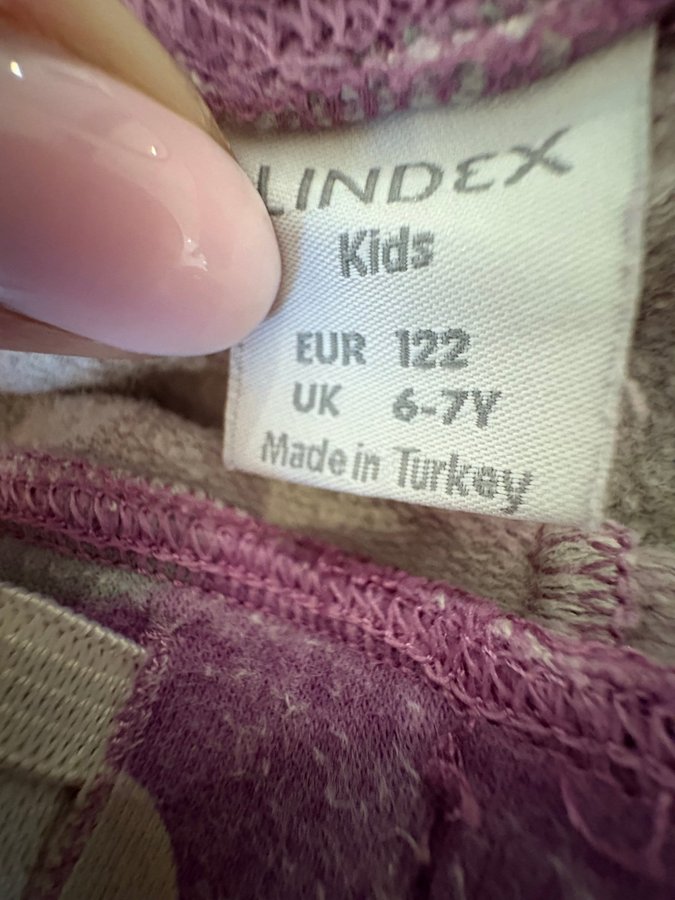 LINDEX
Kids
EUR 122
UK 6-7Y
Made in Turkey